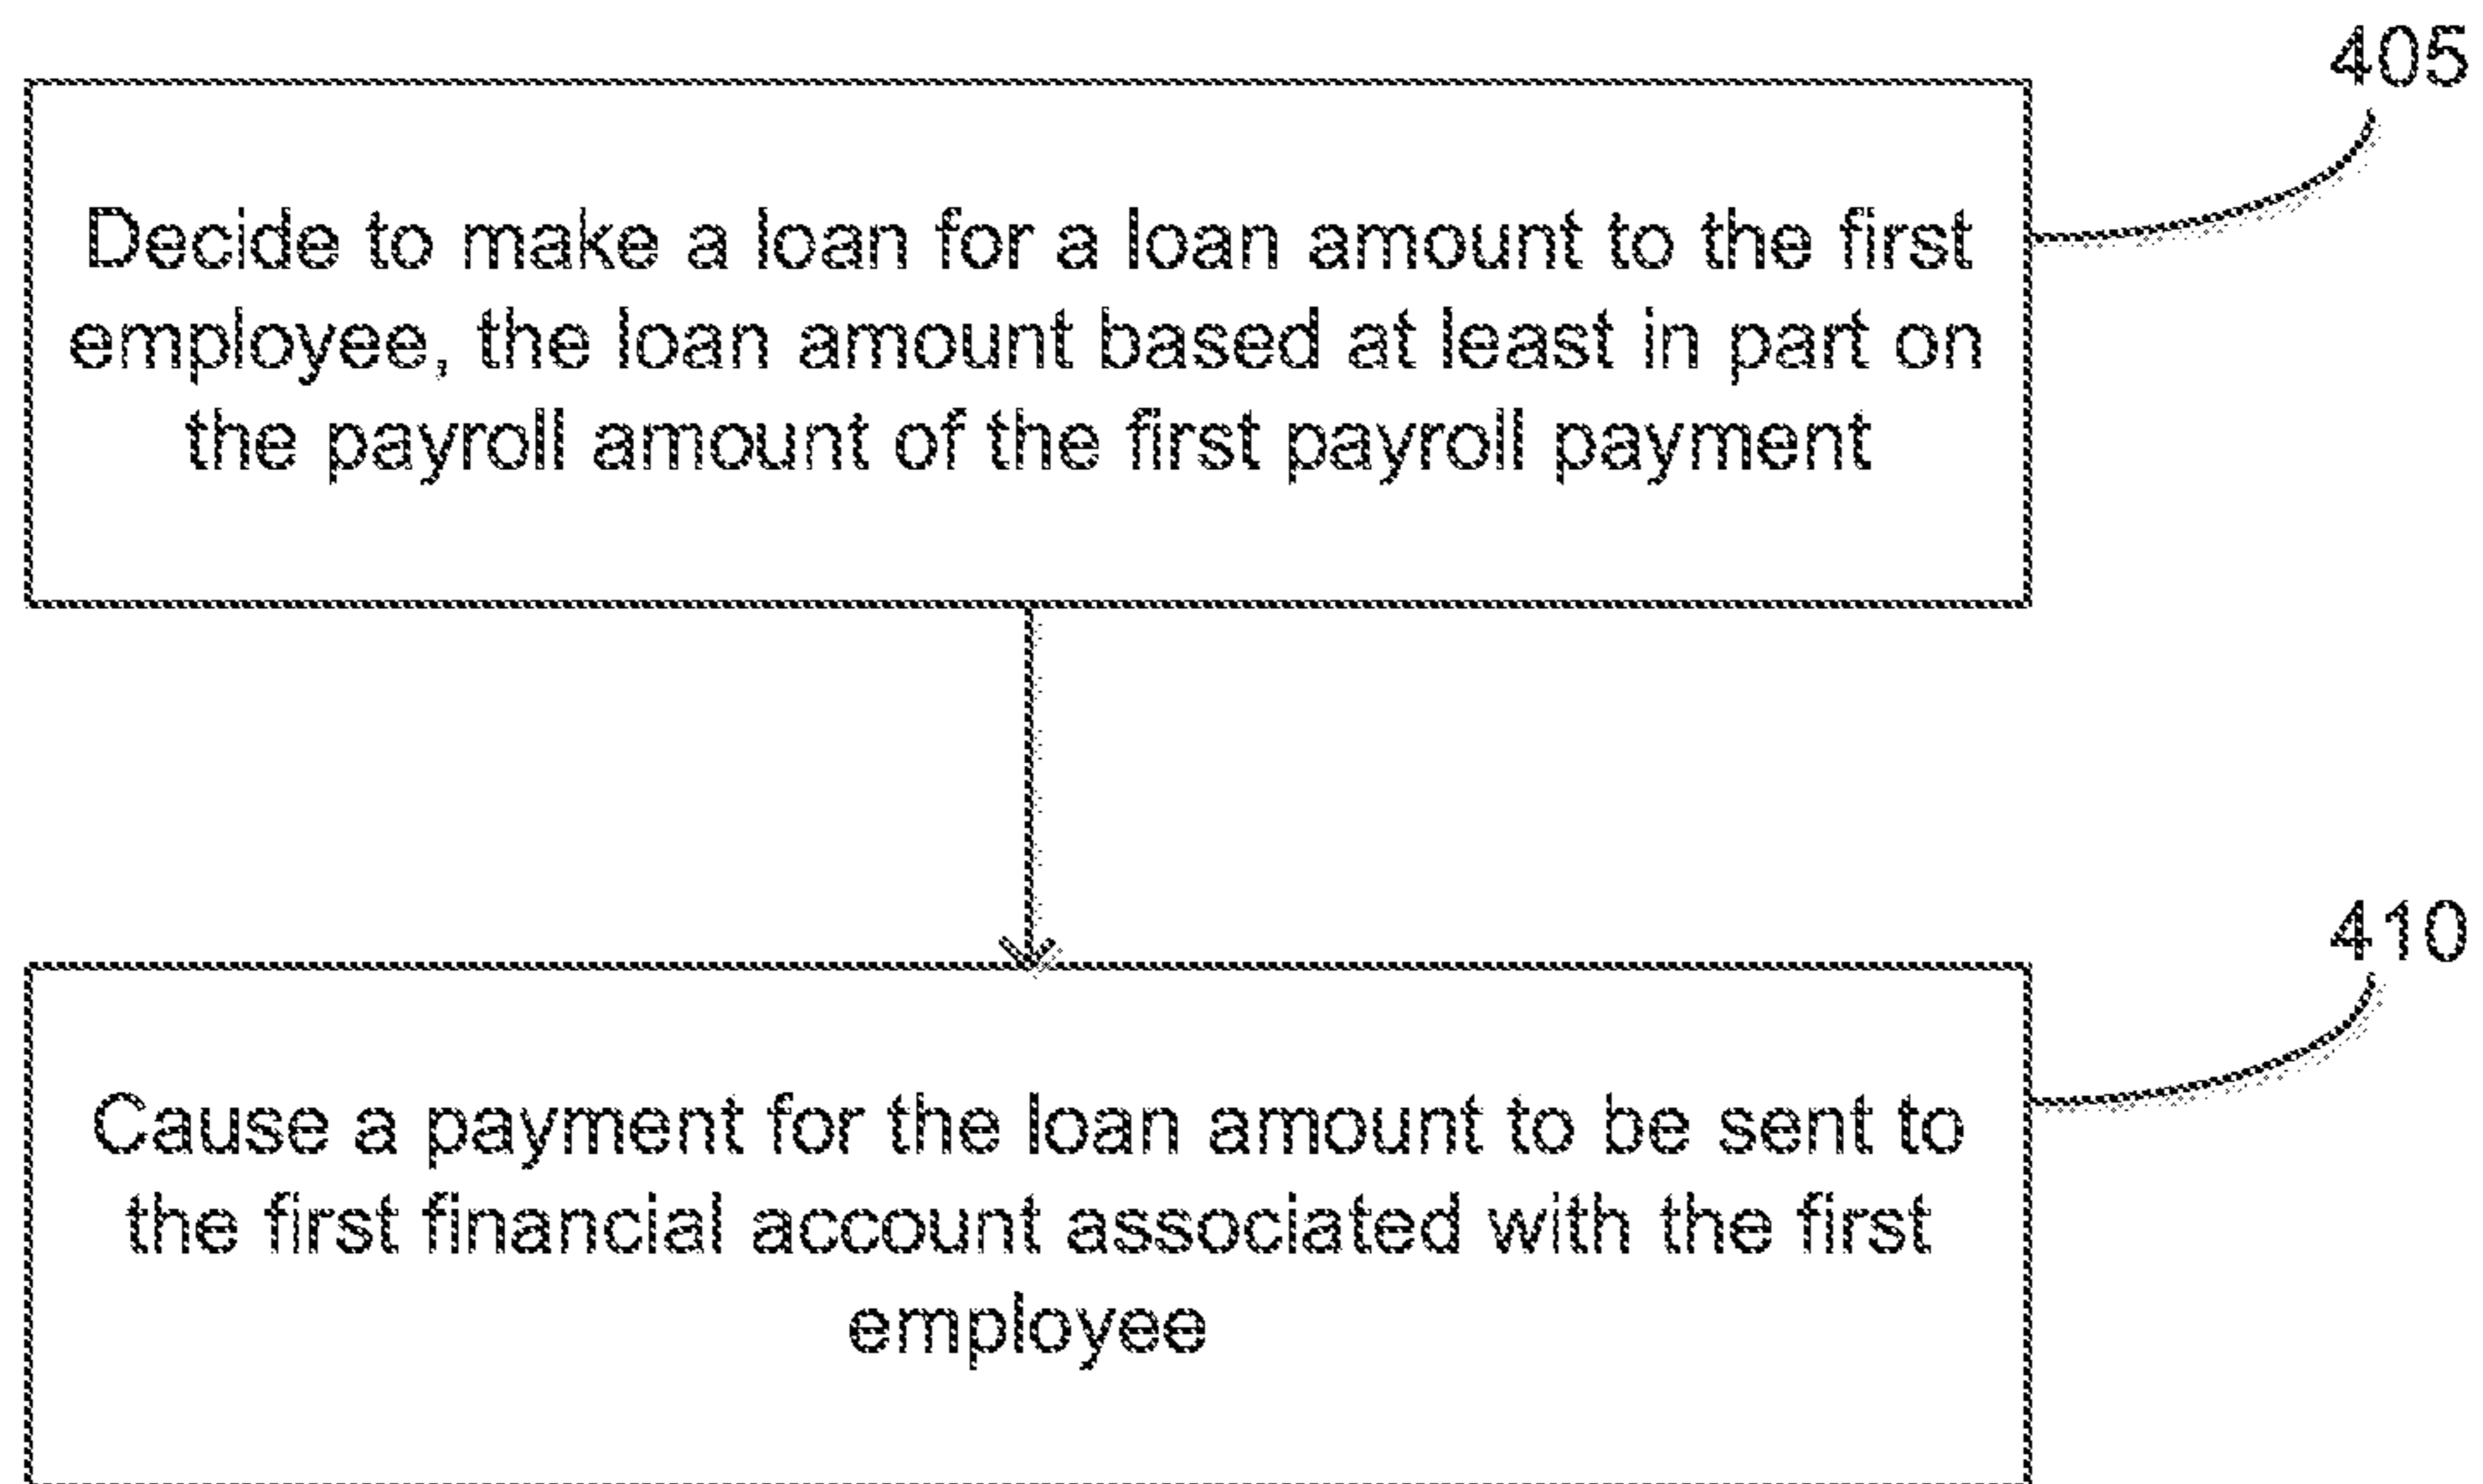 405
Decide to make a loan for a loan amount to the first
employee, the loan amount based at least in part on
the payroll amount of the first payroll payment
410
Cause a payment for the loan amount to be sent to
the first financial account associated with the first
employee